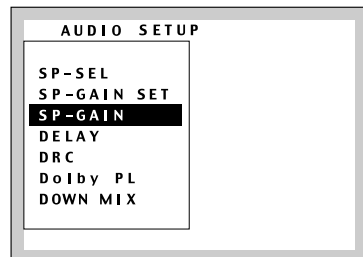 AUDIO SETUP
SP-SEL
SP-GAIN SET
SP-GAIN
DELAY
DRC
Dolby PL
DOWN MIX